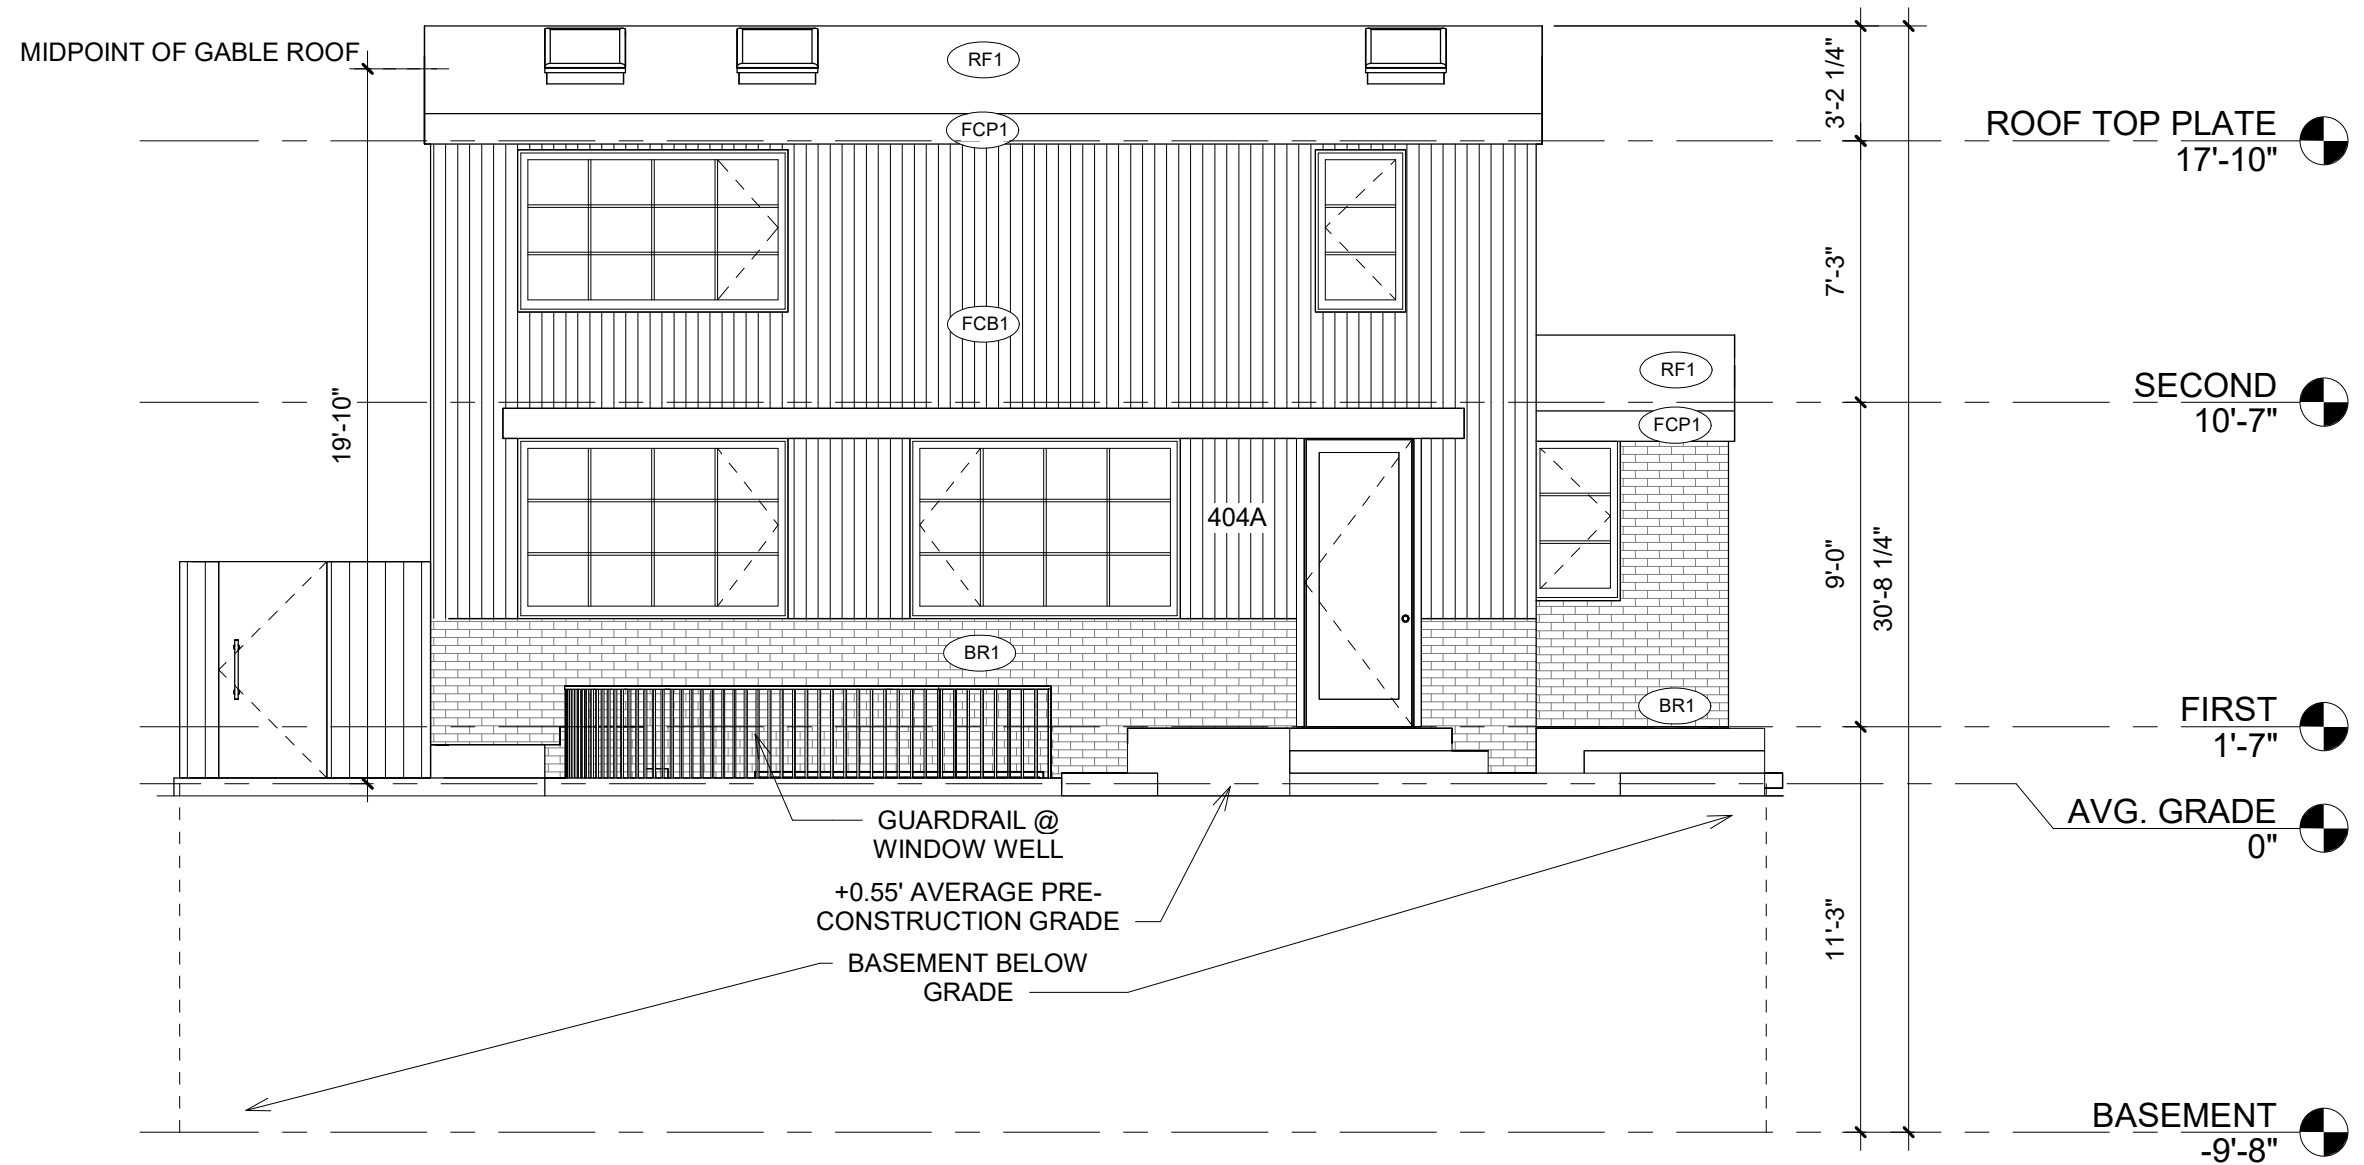 MIDPOINT OF GABLE ROOF
RF1
3'-2 1/4"
FCP1
ROOF TOP PLATE
17'-10"
7'-3"
FCB1
RF1
SECOND
10'-7"
FCP1
19'-10"
404A
9'-0"
30'-8 1/4"
BR1
BR1
FIRST
1'-7"
GUARDRAIL @
WINDOW WELL
AVG. GRADE
0"
+0.55' AVERAGE PRE-
CONSTRUCTION GRADE
11'-3"
BASEMENT BELOW
GRADE
BASEMENT
-9'-8"